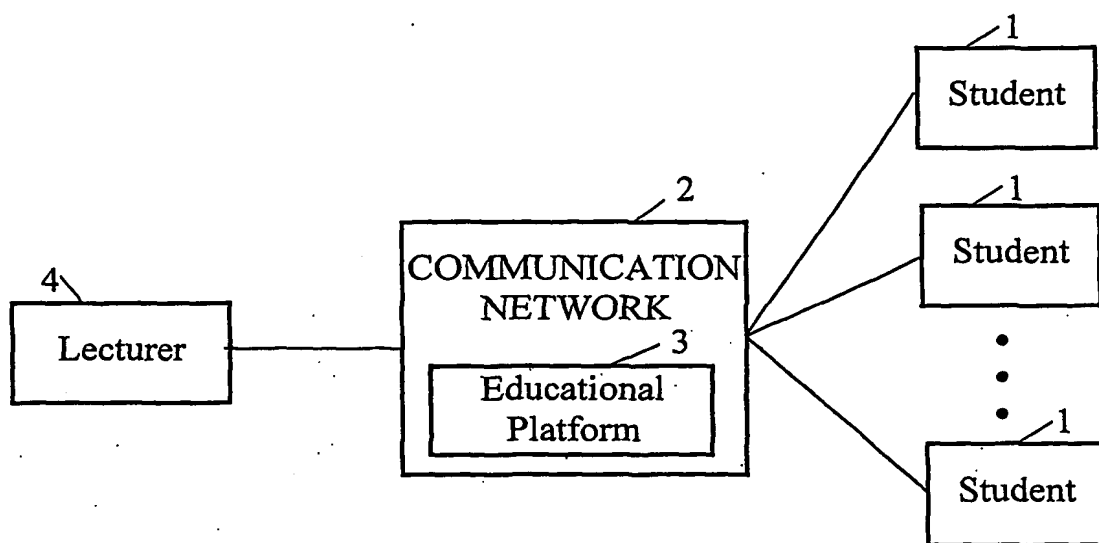 1
Student
2
1
COMMUNICATION
NETWORK
Student
4
Lecturer
3
Educational
Platform
1
Student